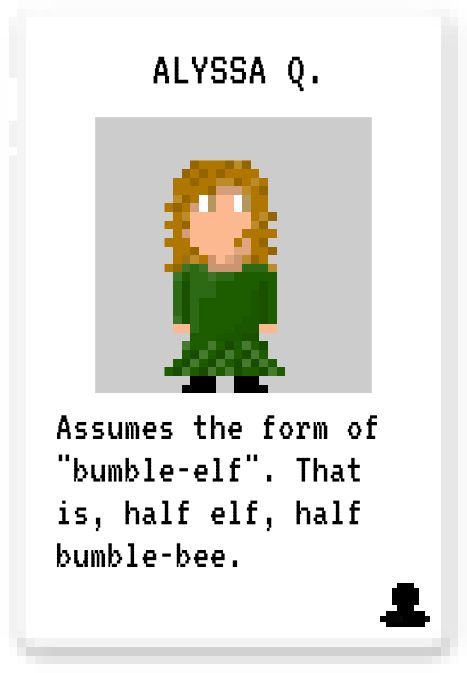 ALYSSA Q.
Assumes the form of
"bumble-elf". That
is, half elf, half
bumble-bee.